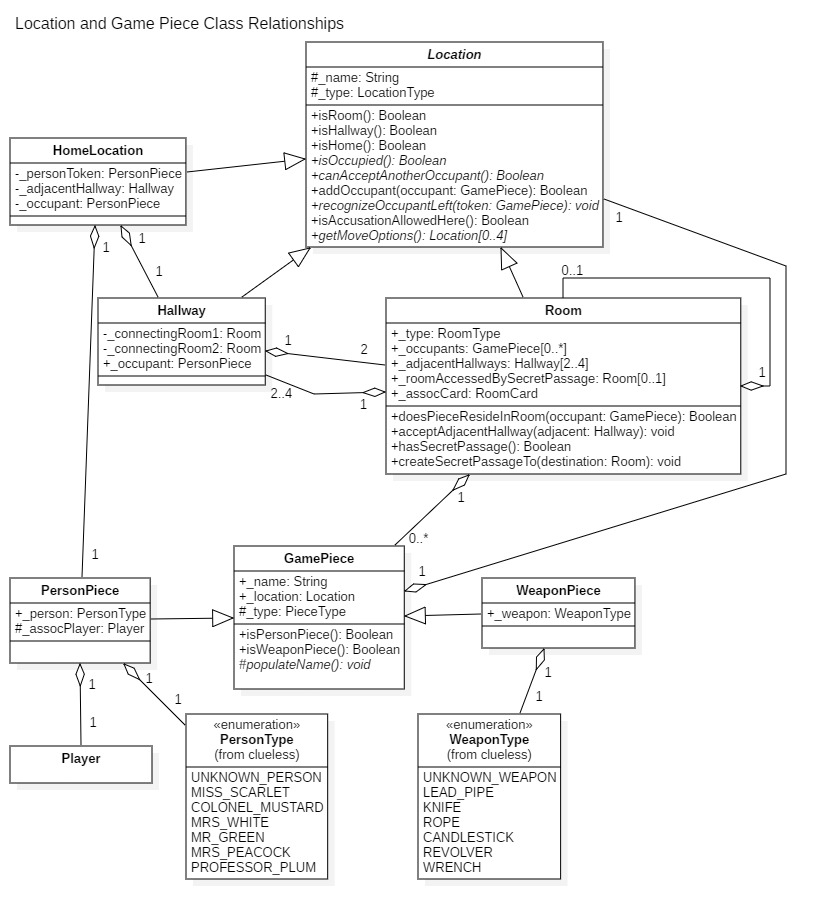 Location and Game Piece Class Relationships
Location
#_name: String
#_type: LocationType
+isRoom(): Boolean
+isHallway(): Boolean
+isHome(): Boolean
+isOccupied(): Boolean
+canAcceptAnotherOccupant(): Boolean
+addOccupant(occupant: GamePiece): Boolean
+recognizeOccupantLeft(token: GamePiece): void
+isAccusationAllowedHere(): Boolean
+getMoveOptions(): Location[0..4]
HomeLocation
-_personToken: PersonPiece
-_adjacentHallway: Hallway
-_occupant: PersonPiece
1
1
1
1
0..1
Hallway
-_connectingRoom1: Room
-_connectingRoom2: Room
+_occupant: PersonPiece
1
2
2..4
1
Room
+_type: RoomType
+_occupants: GamePiece[0..*]
+_adjacentHallways: Hallway[2..4]
+_roomAccessedBySecretPassage: Room[0..1]
+_assocCard: RoomCard
+doesPieceResideInRoom(occupant: GamePiece): Boolean
+acceptAdjacentHallway(adjacent: Hallway): void
+hasSecretPassage(): Boolean
+createSecretPassageTo(destination: Room): void
1
1
0..*
1
1
PersonPiece
+_person: PersonType
#_assocPlayer: Player
GamePiece
+_name: String
+_location: Location
#_type: PieceType
+isPersonPiece(): Boolean
+isWeaponPiece(): Boolean
#populateName(): void
WeaponPiece
+_weapon: WeaponType
1
1
1
1
1
1
Player
«enumeration»
PersonType
(from clueless)
UNKNOWN_PERSON
MISS_SCARLET
COLONEL_MUSTARD
MRS_WHITE
MR_GREEN
MRS_PEACOCK
PROFESSOR_PLUM
«enumeration»
WeaponType
(from clueless)
UNKNOWN_WEAPON
LEAD_PIPE
KNIFE
ROPE
CANDLESTICK
REVOLVER
WRENCH